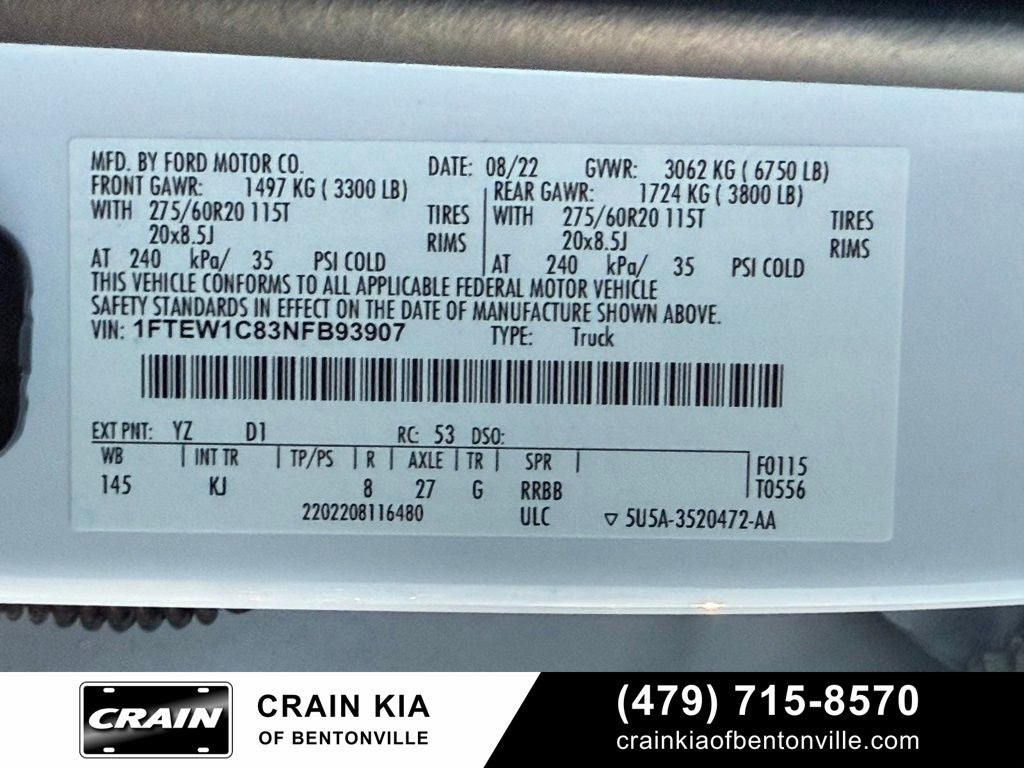 MFD. BY FORD MOTOR CO. DATE: 08/22 GVWR: 3062 KG ( 6750 LB)
FRONT GAWR: 1497 KG ( 3300 LB) REAR GAWR: 1724 KG ( 3800 LB)
WITH 275/60R20 115T TIRES WITH 275/60R20 115T TIRES
20x8.5J RIMS 20x8.5J RIMS
AT 240 kPa/ 35 PSI COLD AT 240 kPa/ 35 PSI COLD
THIS VEHICLE CONFORMS TO ALL APPLICABLE FEDERAL MOTOR VEHICLE
SAFETY STANDARDS IN EFFECT ON THE DATE OF MANUFACTURE SHOWN ABOVE.
VIN: 1FTEW1C83NFB93907 TYPE: Truck
EXT PNT: YZ D1 RC: 53 DSO:
WB INT TR TP/PS R AXLE TR SPR F0115
145 KJ 8 27 G RRBB T0556
2202208116480 ULC ▽ 5U5A-3520472-AA
CRAIN
CRAIN KIA
OF BENTONVILLE
(479) 715-8570
crainkiaofbentonville.com